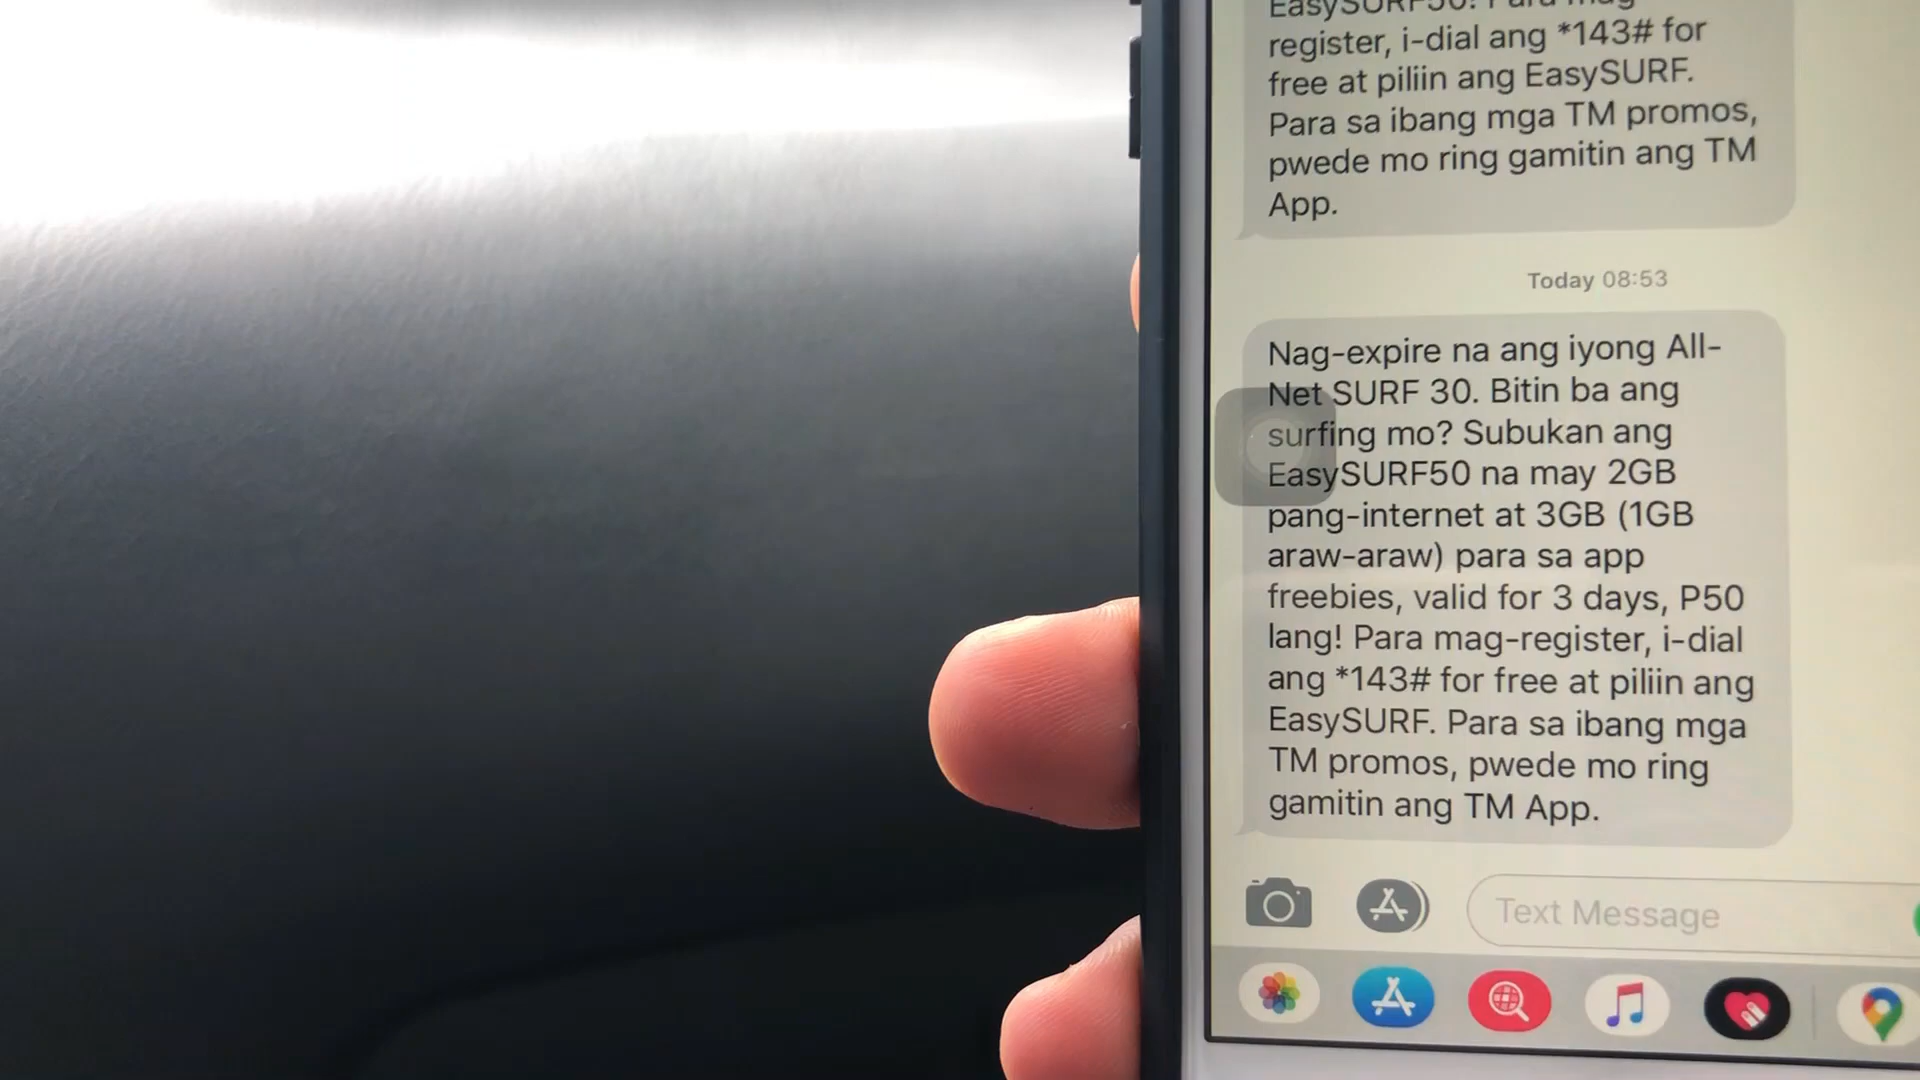 EasySURF50! Para mag-
register, i-dial ang *143# for
free at piliin ang EasySURF.
Para sa ibang mga TM promos,
pwede mo ring gamitin ang TM
App.
Today 08:53
Nag-expire na ang iyong All-
Net SURF 30. Bitin ba ang
surfing mo? Subukan ang
EasySURF50 na may 2GB
pang-internet at 3GB (1GB
araw-araw) para sa app
freebies, valid for 3 days, P50
lang! Para mag-register, i-dial
ang *143# for free at piliin ang
EasySURF. Para sa ibang mga
TM promos, pwede mo ring
gamitin ang TM App.
Text Message